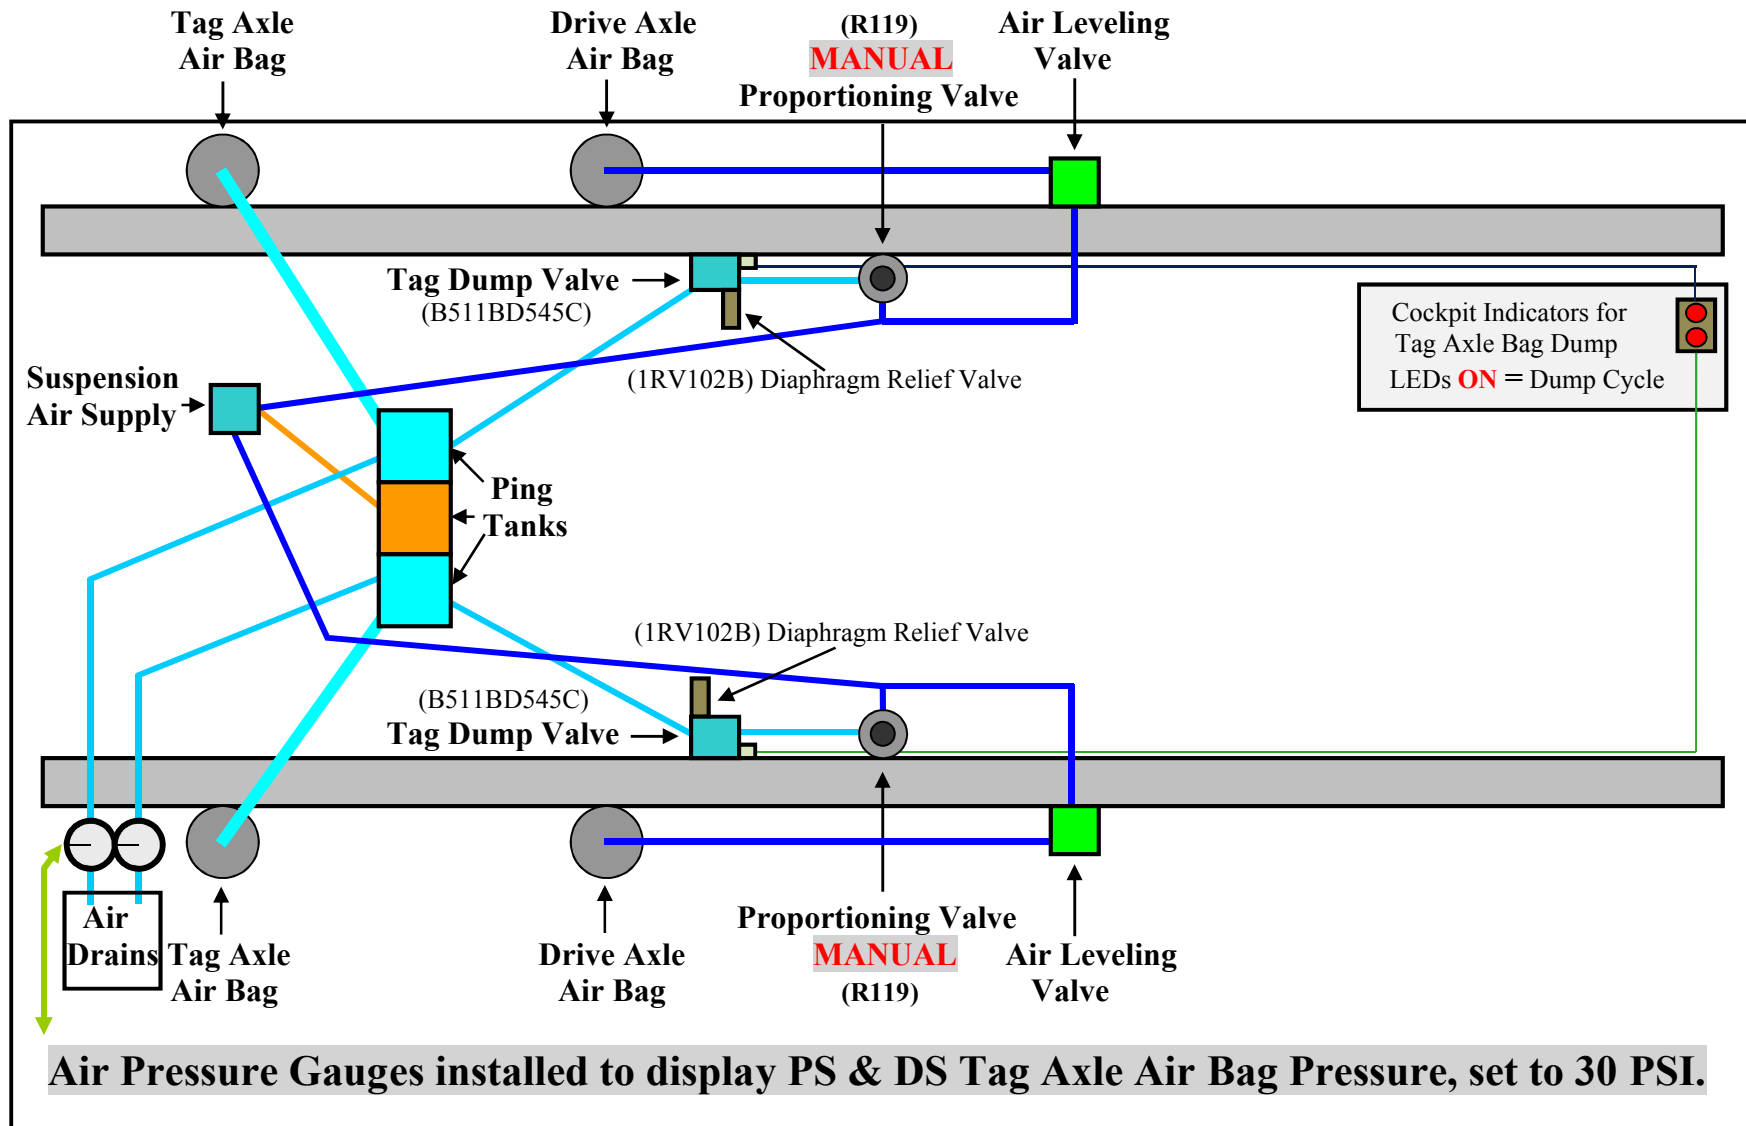 Tag Axle
Air Bag
Drive Axle
Air Bag
(R119)
MANUAL
Proportioning Valve
Air Leveling
Valve
Tag Dump Valve
(B511BD545C)
(1RV102B) Diaphragm Relief Valve
Cockpit Indicators for
Tag Axle Bag Dump
LEDs ON = Dump Cycle
Suspension
Air Supply
Ping
Tanks
(1RV102B) Diaphragm Relief Valve
(B511BD545C)
Tag Dump Valve
Air
Drains
Tag Axle
Air Bag
Drive Axle
Air Bag
Proportioning Valve
MANUAL
(R119)
Air Leveling
Valve
Air Pressure Gauges installed to display PS & DS Tag Axle Air Bag Pressure, set to 30 PSI.